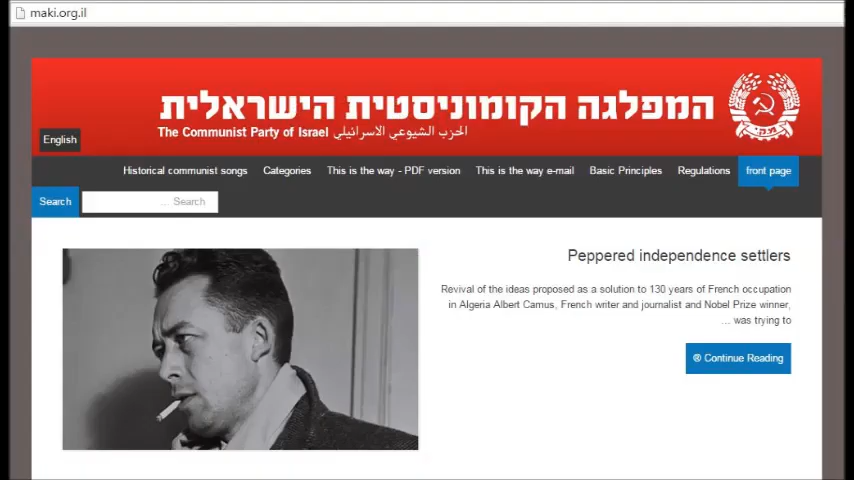 maki.org.il
המפלגה הקומוניסטית הישראלית
The Communist Party of Israel الحزب الشيوعي الاسرائيلي
מק"י
English
Historical communist songs Categories This is the way - PDF version This is the way e-mail Basic Principles Regulations front page
Search ... Search
Peppered independence settlers
Revival of the ideas proposed as a solution to 130 years of French occupation
in Algeria Albert Camus, French writer and journalist and Nobel Prize winner,
... was trying to
® Continue Reading